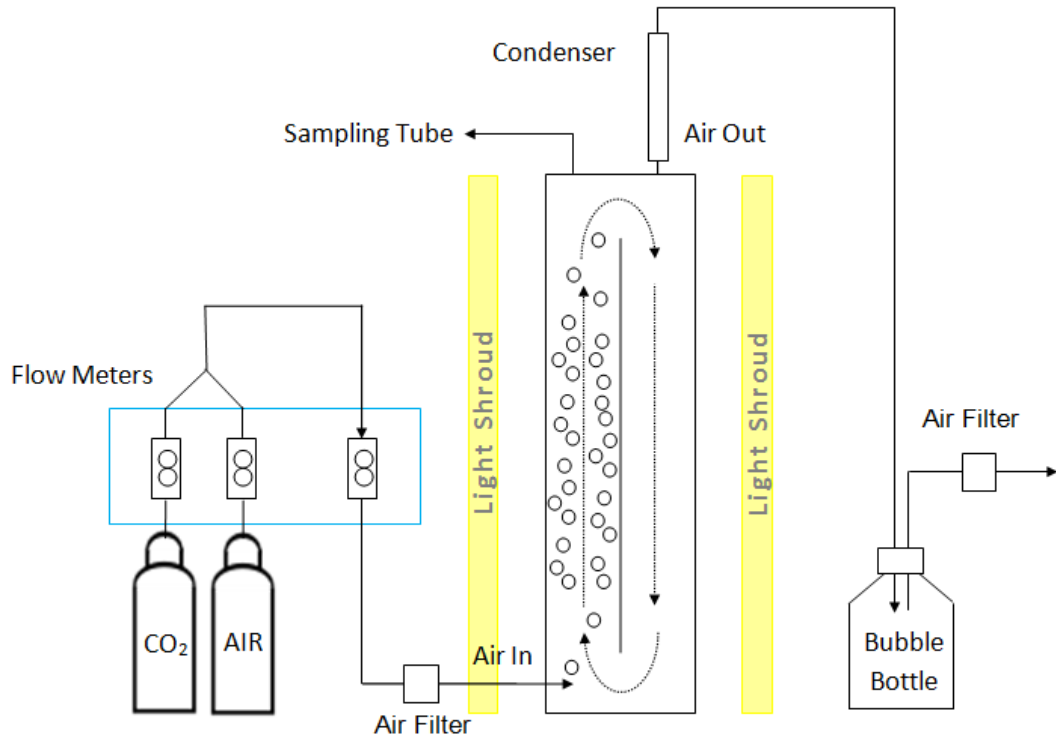 Condenser
Sampling Tube
Air Out
Flow Meters
Light Shroud
Light Shroud
Air Filter
CO₂
AIR
Air In
Air Filter
Bubble
Bottle